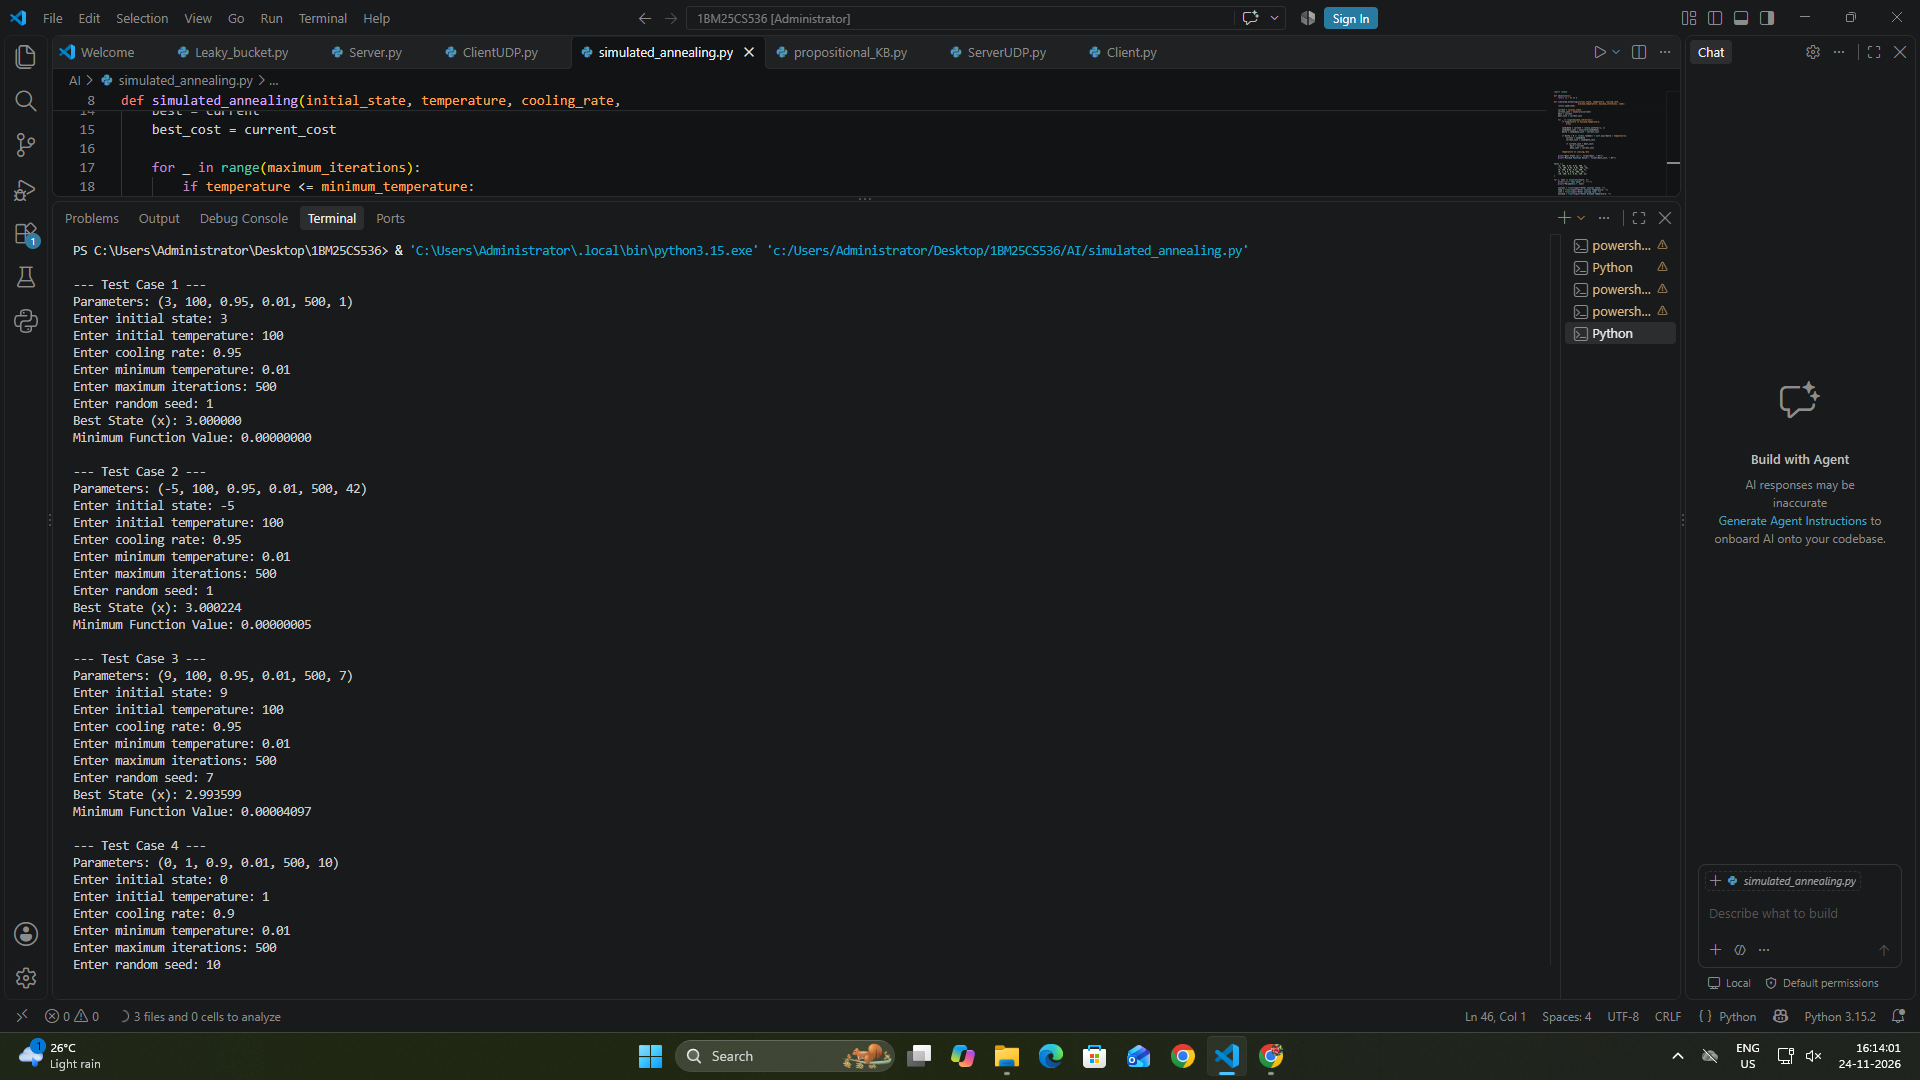 File Edit Selection View Go Run Terminal Help
1BM25CS536 [Administrator]
Sign In
Welcome
Leaky_bucket.py
Server.py
ClientUDP.py
simulated_annealing.py
propositional_KB.py
ServerUDP.py
Client.py
AI > simulated_annealing.py > ...
8 def simulated_annealing(initial_state, temperature, cooling_rate,
14 best = current
15 best_cost = current_cost
16
17 for _ in range(maximum_iterations):
18 if temperature <= minimum_temperature:
Problems Output Debug Console Terminal Ports
PS C:\Users\Administrator\Desktop\1BM25CS536> & 'C:\Users\Administrator\.local\bin\python3.15.exe' 'c:/Users/Administrator/Desktop/1BM25CS536/AI/simulated_annealing.py'
--- Test Case 1 ---
Parameters: (3, 100, 0.95, 0.01, 500, 1)
Enter initial state: 3
Enter initial temperature: 100
Enter cooling rate: 0.95
Enter minimum temperature: 0.01
Enter maximum iterations: 500
Enter random seed: 1
Best State (x): 3.000000
Minimum Function Value: 0.00000000
--- Test Case 2 ---
Parameters: (-5, 100, 0.95, 0.01, 500, 42)
Enter initial state: -5
Enter initial temperature: 100
Enter cooling rate: 0.95
Enter minimum temperature: 0.01
Enter maximum iterations: 500
Enter random seed: 1
Best State (x): 3.000224
Minimum Function Value: 0.00000005
--- Test Case 3 ---
Parameters: (9, 100, 0.95, 0.01, 500, 7)
Enter initial state: 9
Enter initial temperature: 100
Enter cooling rate: 0.95
Enter minimum temperature: 0.01
Enter maximum iterations: 500
Enter random seed: 7
Best State (x): 2.993599
Minimum Function Value: 0.00004097
--- Test Case 4 ---
Parameters: (0, 1, 0.9, 0.01, 500, 10)
Enter initial state: 0
Enter initial temperature: 1
Enter cooling rate: 0.9
Enter minimum temperature: 0.01
Enter maximum iterations: 500
Enter random seed: 10
powersh...
Python
powersh...
powersh...
Python
Chat
Build with Agent
AI responses may be
inaccurate
Generate Agent Instructions to
onboard AI onto your codebase.
simulated_annealing.py
Describe what to build
Local
Default permissions
1
0 0 3 files and 0 cells to analyze
Ln 46, Col 1 Spaces: 4 UTF-8 CRLF { } Python Python 3.15.2
1
26°C
Light rain
Search
ENG
US
16:14:01
24-11-2026